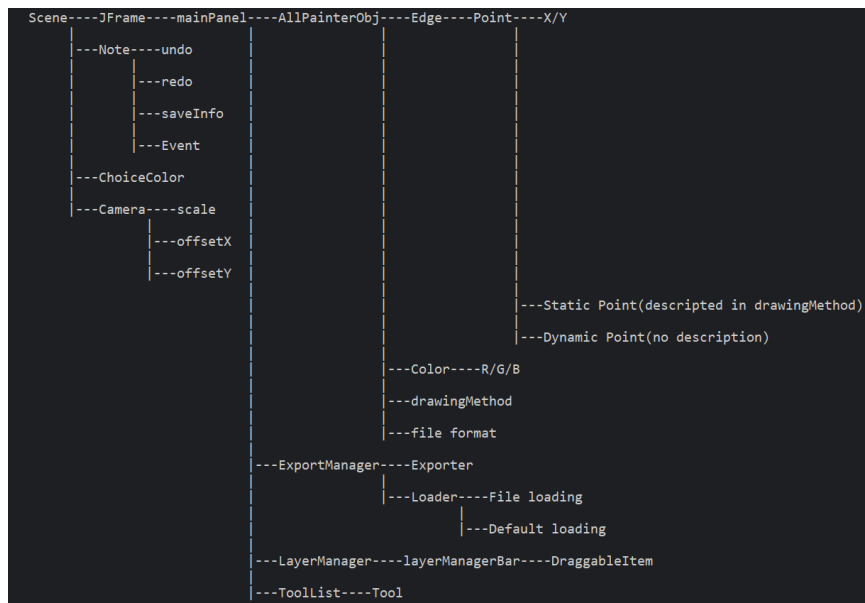 Scene----JFrame----mainPanel----AllPainterObj----Edge----Point----X/Y
|---Note----undo
|---redo
|---saveInfo
|---Event
|---ChoiceColor
|---Camera----scale
|---offsetX
|---offsetY
|---Static Point(descripted in drawingMethod)
|---Dynamic Point(no description)
|---Color----R/G/B
|---drawingMethod
|---file format
|---ExportManager----Exporter
|---Loader----File loading
|---Default loading
|---LayerManager----layerManagerBar----DraggableItem
|---ToolList----Tool